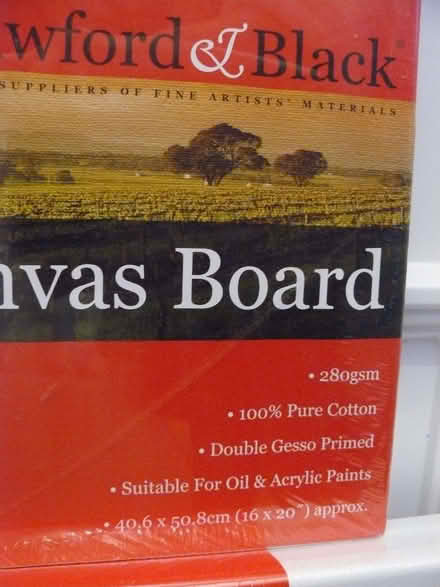 wford & Black®
SUPPLIERS OF FINE ARTISTS' MATERIALS
nvas Board
• 280gsm
• 100% Pure Cotton
• Double Gesso Primed
• Suitable For Oil & Acrylic Paints
• 40.6 x 50.8cm (16 x 20˝) approx.